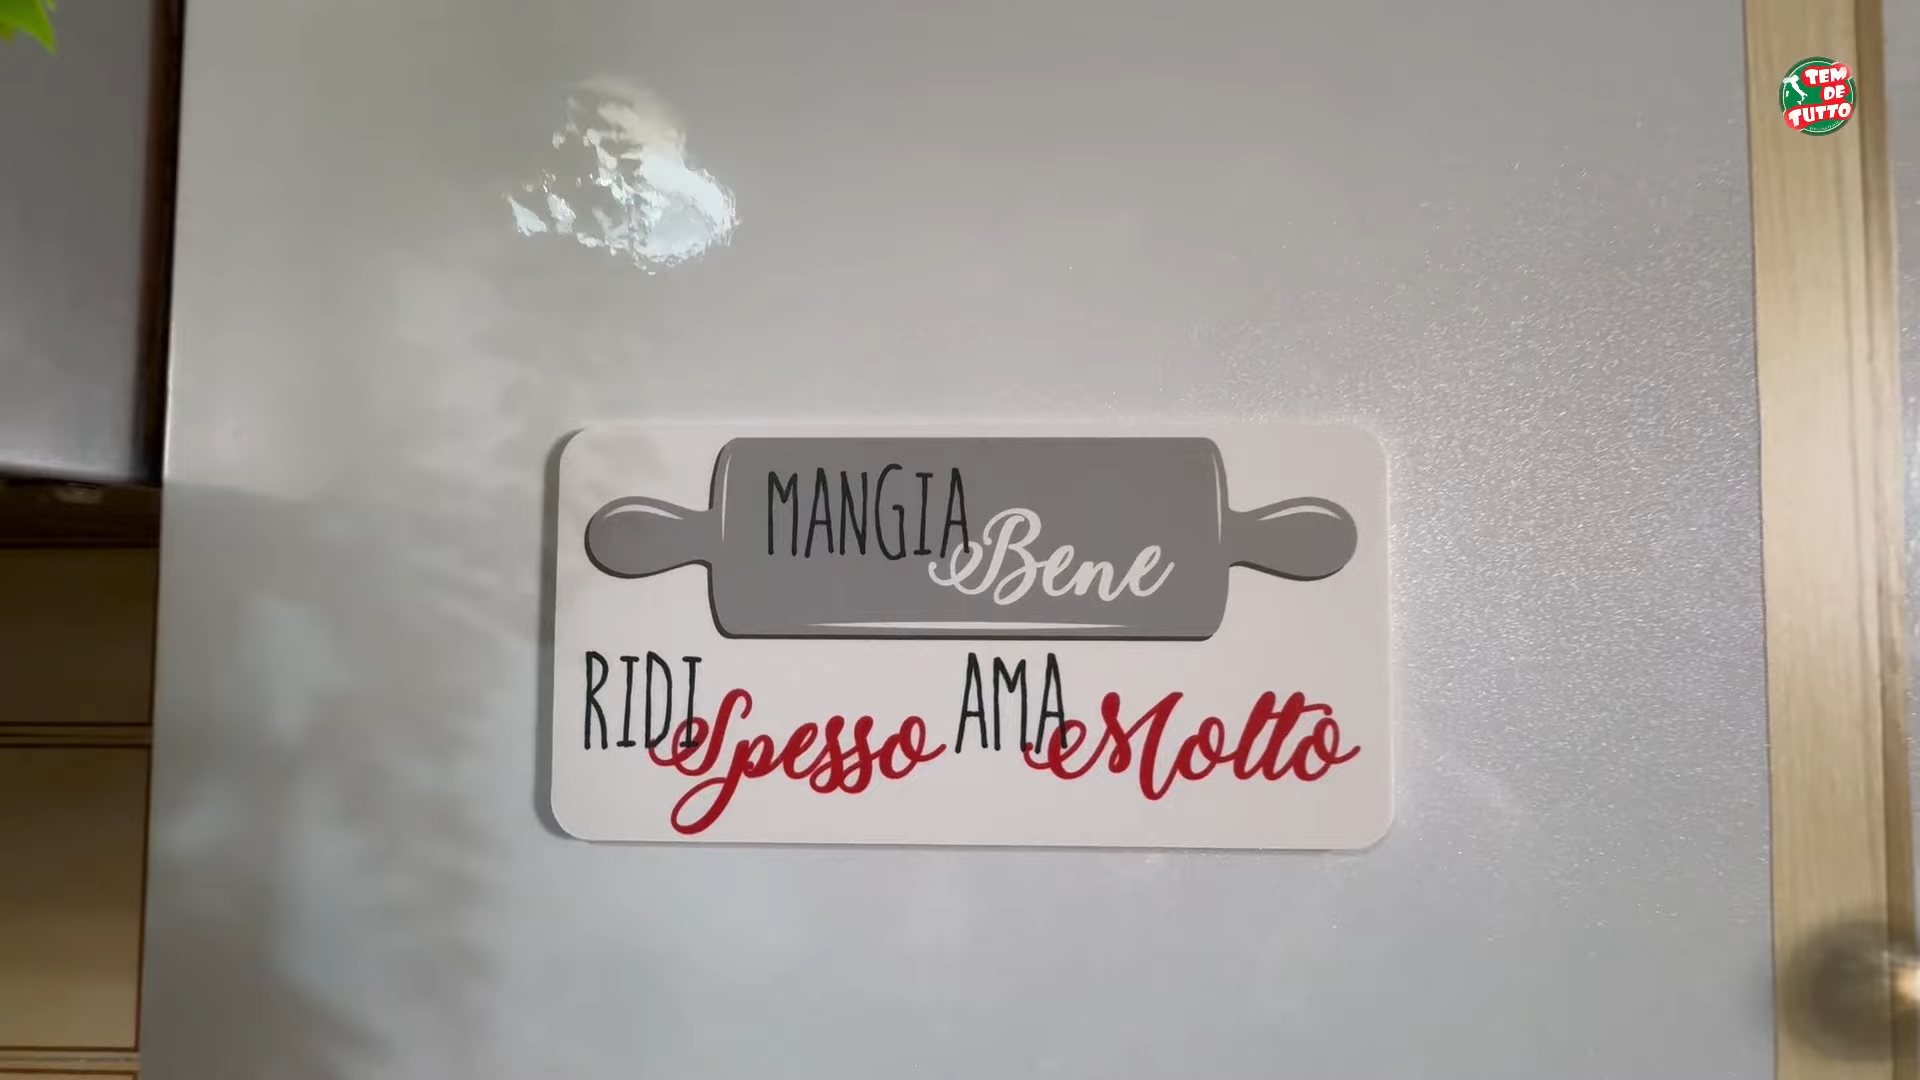 TEM
DE
TUTTO
MANGIA
Bene
RIDI Spesso AMA Molto